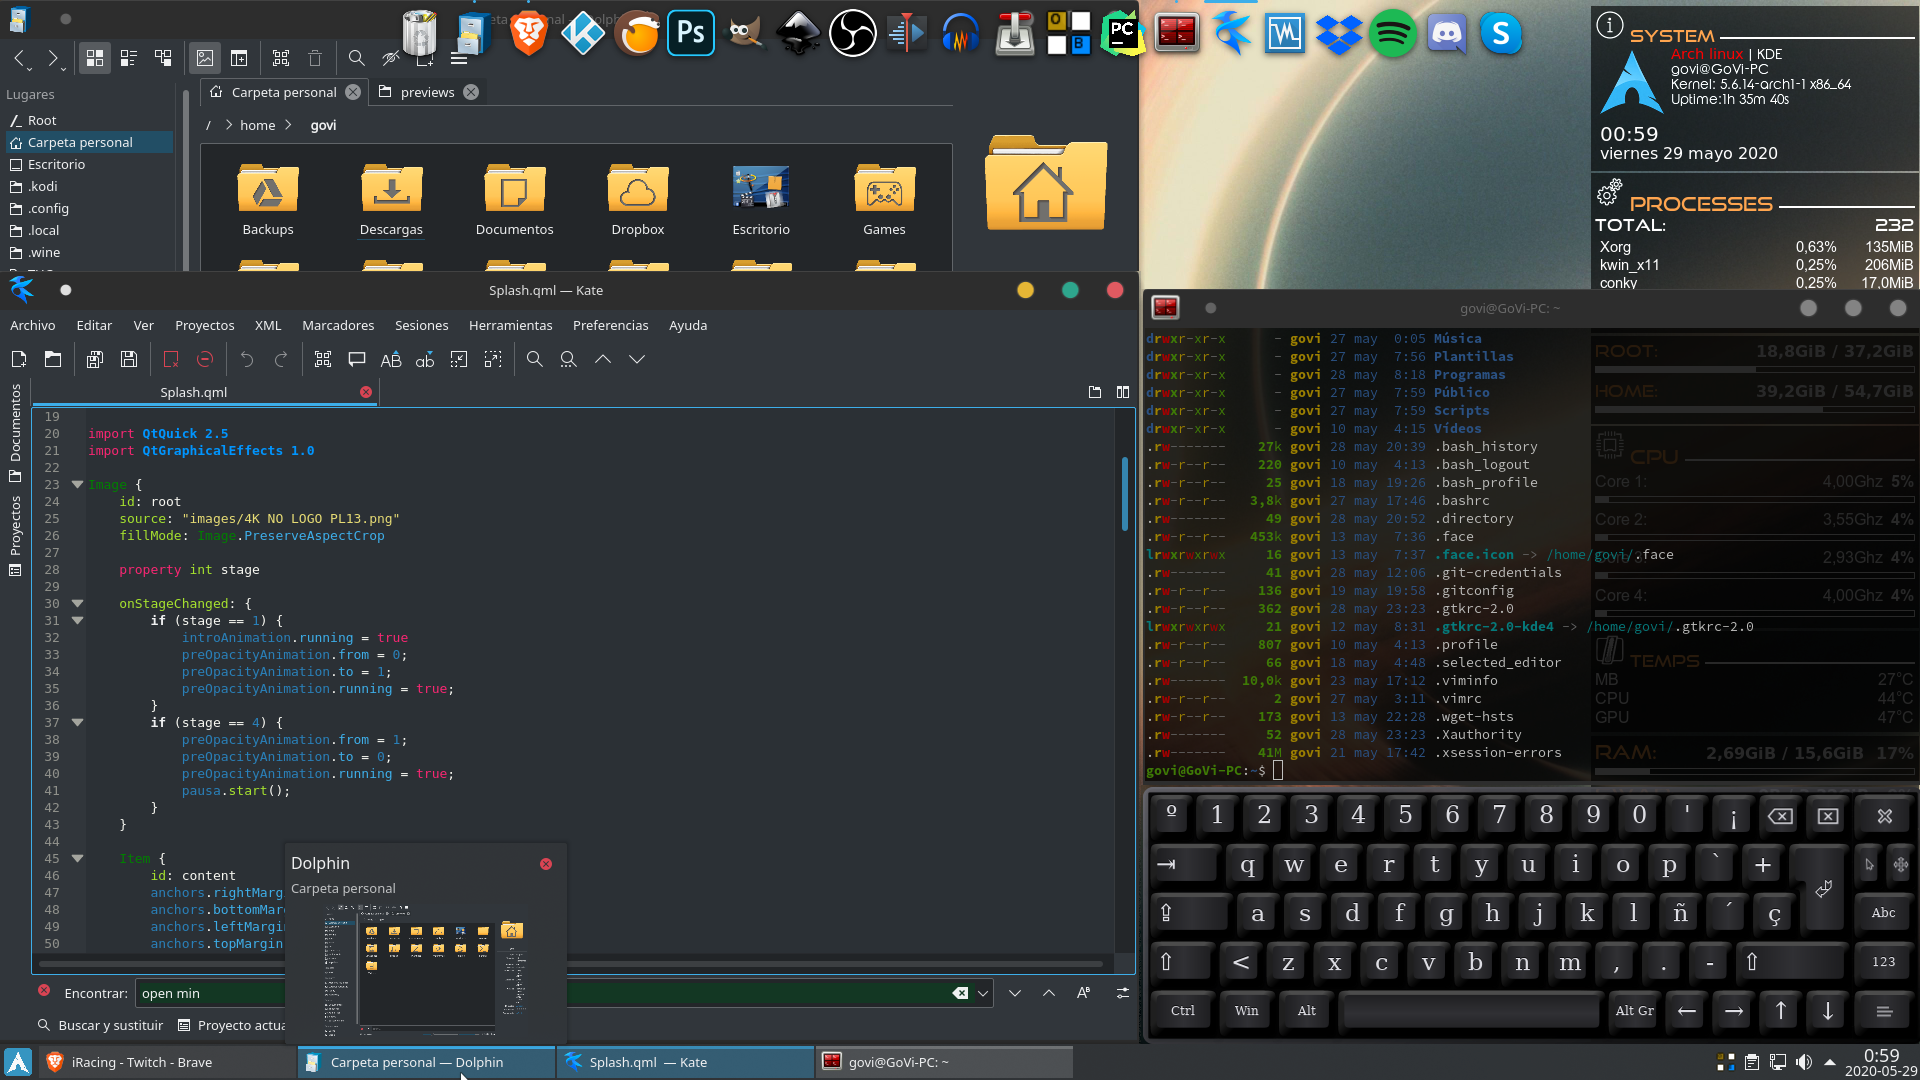 Lugares
Root
Carpeta personal
Escritorio
.kodi
.config
.local
.wine
Carpeta personal
previews
/ > home > govi
Backups
Descargas
Documentos
Dropbox
Escritorio
Games
Ps
PC
S
SYSTEM
Arch linux | KDE
govi@GoVi-PC
Kernel: 5.6.14-arch1-1 x86_64
Uptime:1h 35m 40s
00:59
viernes 29 mayo 2020
PROCESSES
TOTAL: 232
Xorg 0,63% 135MiB
kwin_x11 0,25% 206MiB
conky 0,25% 17,0MiB
Splash.qml — Kate
Archivo Editar Ver Proyectos XML Marcadores Sesiones Herramientas Preferencias Ayuda
Splash.qml
Documentos
Proyectos
19
20 import QtQuick 2.5
21 import QtGraphicalEffects 1.0
22
23 Image {
24 id: root
25 source: "images/4K NO LOGO PL13.png"
26 fillMode: Image.PreserveAspectCrop
27
28 property int stage
29
30 onStageChanged: {
31 if (stage == 1) {
32 introAnimation.running = true
33 preOpacityAnimation.from = 0;
34 preOpacityAnimation.to = 1;
35 preOpacityAnimation.running = true;
36 }
37 if (stage == 4) {
38 preOpacityAnimation.from = 1;
39 preOpacityAnimation.to = 0;
40 preOpacityAnimation.running = true;
41 pausa.start();
42 }
43 }
44
45 Item {
46 id: content
47 anchors.rightMarg
48 anchors.bottomMar
49 anchors.leftMargi
50 anchors.topMargin
Dolphin
Carpeta personal
Encontrar: open min
Buscar y sustituir
Proyecto actua
govi@GoVi-PC: ~
drwxr-xr-x - govi 27 may 0:05 Música
drwxr-xr-x - govi 27 may 7:56 Plantillas
drwxr-xr-x - govi 28 may 8:18 Programas
drwxr-xr-x - govi 27 may 7:59 Público
drwxr-xr-x - govi 27 may 7:59 Scripts
drwxr-xr-x - govi 10 may 4:15 Vídeos
.rw------- 27k govi 28 may 20:39 .bash_history
.rw-r--r-- 220 govi 10 may 4:13 .bash_logout
.rw-r--r-- 25 govi 18 may 19:26 .bash_profile
.rw-r--r-- 3,8k govi 27 may 17:46 .bashrc
.rw------- 49 govi 28 may 20:52 .directory
.rw-r--r-- 453k govi 13 may 7:36 .face
lrwxrwxrwx 16 govi 13 may 7:37 .face.icon -> /home/govi/.face
.rw------- 41 govi 28 may 12:06 .git-credentials
.rw-r--r-- 136 govi 19 may 19:58 .gitconfig
.rw-r--r-- 362 govi 28 may 23:23 .gtkrc-2.0
lrwxrwxrwx 21 govi 12 may 8:31 .gtkrc-2.0-kde4 -> /home/govi/.gtkrc-2.0
.rw-r--r-- 807 govi 10 may 4:13 .profile
.rw-r--r-- 66 govi 18 may 4:48 .selected_editor
.rw------- 10,0k govi 23 may 17:12 .viminfo
.rw-r--r-- 2 govi 27 may 3:11 .vimrc
.rw-r--r-- 173 govi 13 may 22:28 .wget-hsts
.rw------- 52 govi 28 may 23:23 .Xauthority
.rw------- 41M govi 21 may 17:42 .xsession-errors
govi@GoVi-PC:~$
ROOT: 18,8GiB / 37,2GiB
HOME: 39,2GiB / 54,7GiB
CPU
Core 1: 4,00Ghz 5%
Core 2: 3,55Ghz 4%
2,93Ghz 4%
Core 4: 4,00Ghz 4%
TEMPS
MB 27°C
CPU 44°C
GPU 47°C
RAM: 2,69GiB / 15,6GiB 17%
º 1 2 3 4 5 6 7 8 9 0 ' ¡
q w e r t y u i o p ` +
a s d f g h j k l ñ ´ ç Abc
< z x c v b n m , . - 123
Ctrl Win Alt Alt Gr
iRacing - Twitch - Brave
Carpeta personal — Dolphin
Splash.qml — Kate
govi@GoVi-PC: ~
0:59
2020-05-29